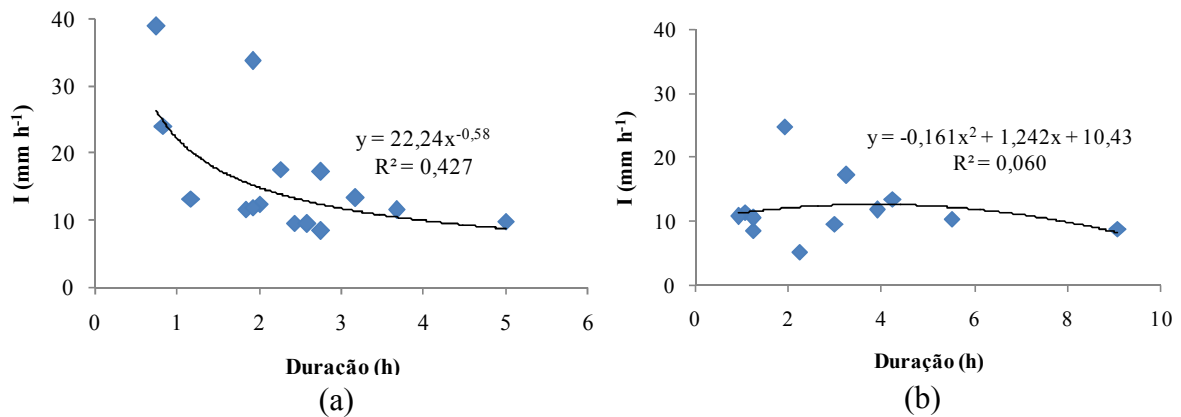 40
30
20
10
0
I (mm h-1)
y = 22,24x-0,58
R² = 0,427
0 1 2 3 4 5 6
Duração (h)
(a)
40
30
20
10
0
I (mm h-1)
y = -0,161x2 + 1,242x + 10,43
R² = 0,060
0 2 4 6 8 10
Duração (h)
(b)